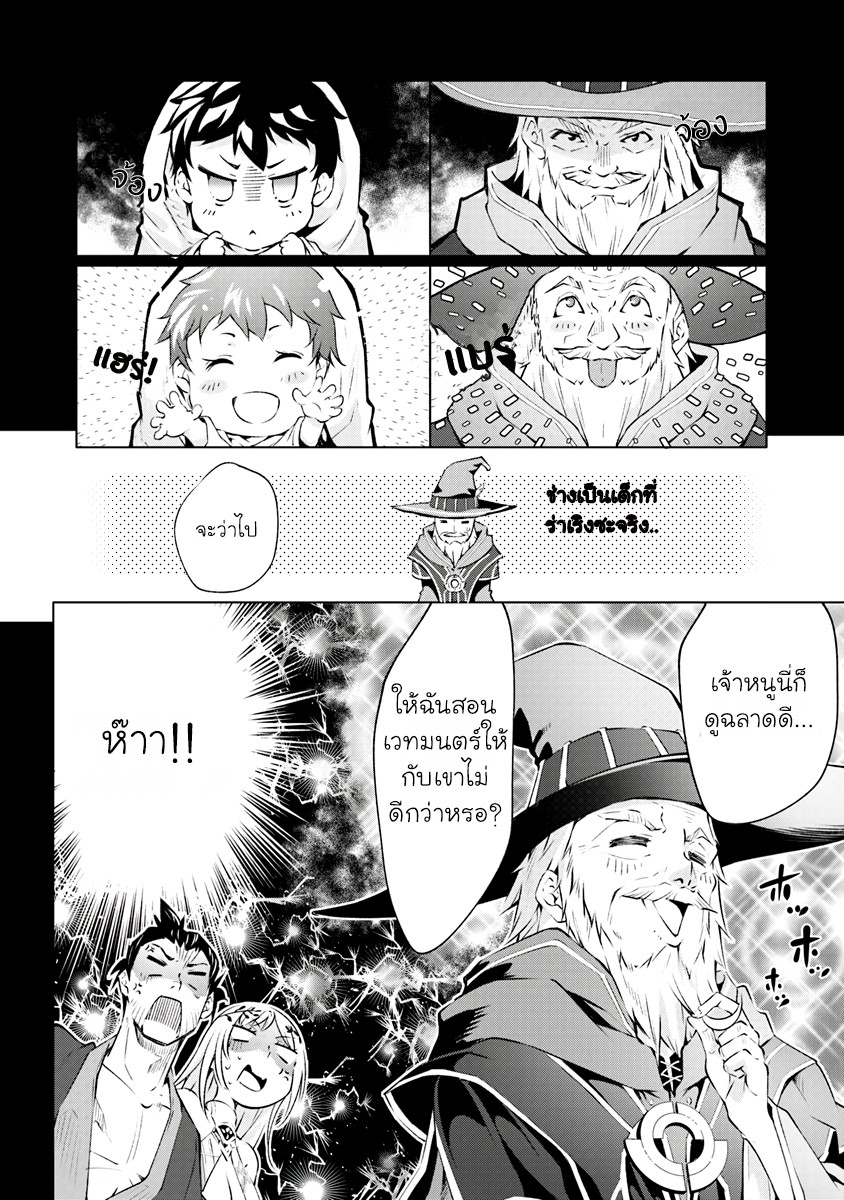 จ้อง
จ้อง
แบร่
แฮร่!
ช่างเป็นเด็กที่
ร่าเริงซะจริง..
จะว่าไป
เจ้าหนูนี่ก็
ดูฉลาดดี...
ให้ฉันสอน
เวทมนตร์ให้
กับเขาไม่
ดีกว่าหรอ?
ホッ
ホッ
ホッ
ห๊าา!!